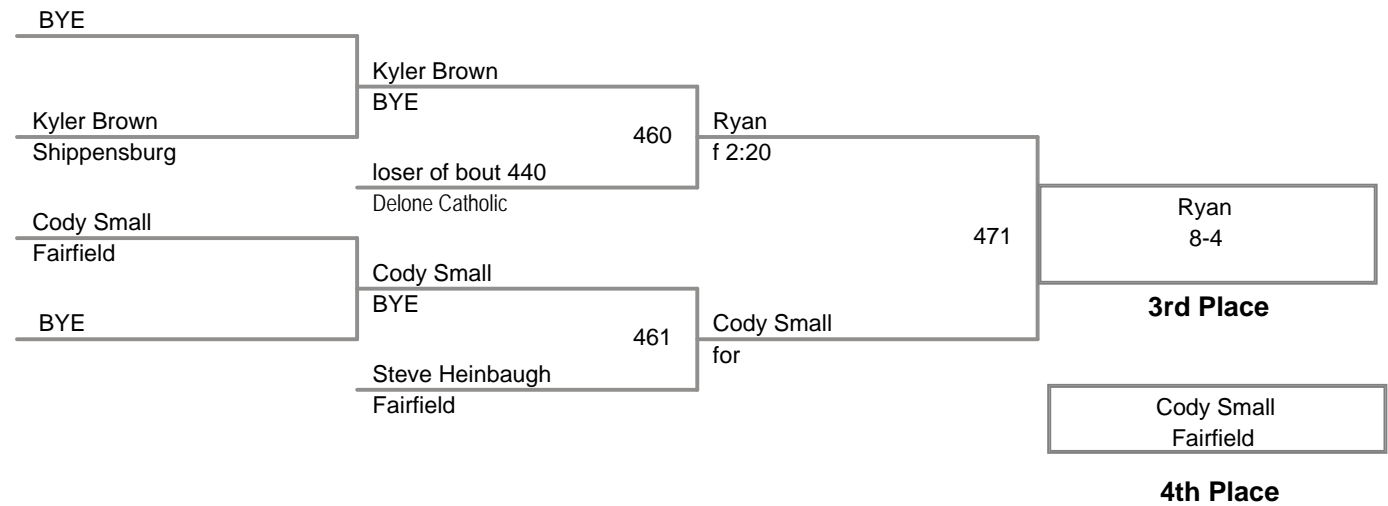 BYE
Kyler Brown
Shippensburg
Cody Small
Fairfield
BYE
Kyler Brown
BYE
460
loser of bout 440
Delone Catholic
Cody Small
BYE
461
Steve Heinbaugh
Fairfield
Ryan
f 2:20
471
Cody Small
for
Ryan
8-4
3rd Place
Cody Small
Fairfield
4th Place